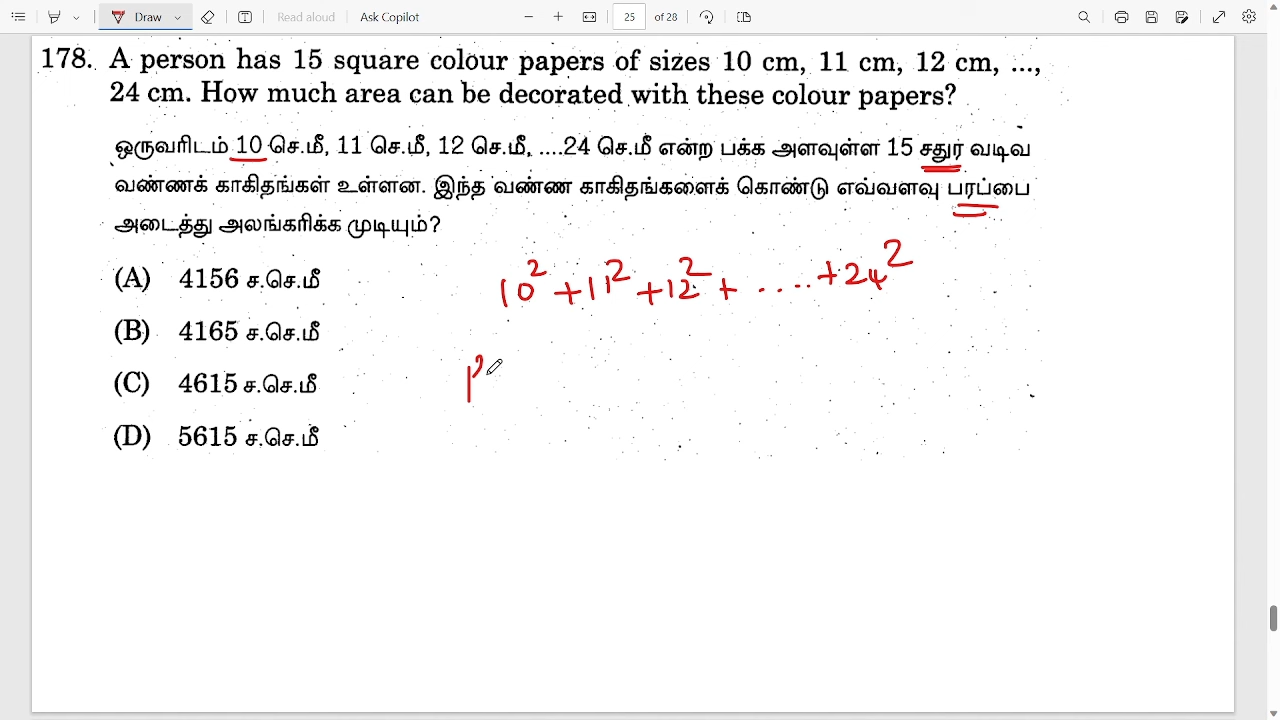 Draw
Read aloud
Ask Copilot
25
of 28
178. A person has 15 square colour papers of sizes 10 cm, 11 cm, 12 cm, ...,
24 cm. How much area can be decorated with these colour papers?
ஒருவரிடம் 10 செ.மீ, 11 செ.மீ, 12 செ.மீ, ....24 செ.மீ என்ற பக்க அளவுள்ள 15 சதுர வடிவ
வண்ணக் காகிதங்கள் உள்ளன. இந்த வண்ண காகிதங்களைக் கொண்டு எவ்வளவு பரப்பை
அடைத்து அலங்கரிக்க முடியும்?
(A) 4156 ச.செ.மீ
(B) 4165 ச.செ.மீ
(C) 4615 ச.செ.மீ
(D) 5615 ச.செ.மீ
10² + 11² + 12² + ..... + 24²
1²